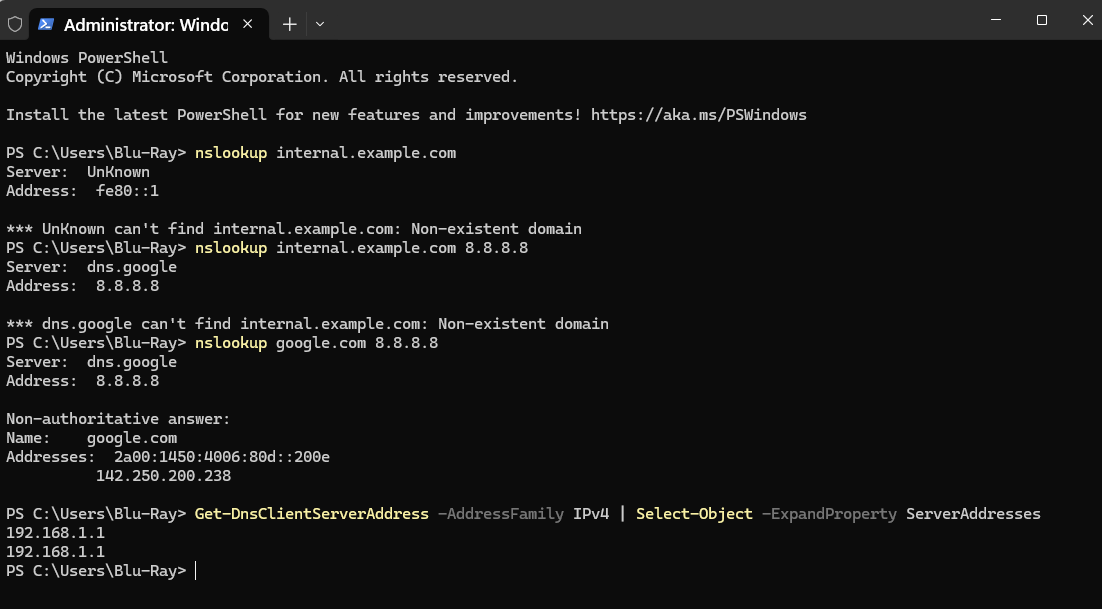 Administrator: Windo
Windows PowerShell
Copyright (C) Microsoft Corporation. All rights reserved.
Install the latest PowerShell for new features and improvements! https://aka.ms/PSWindows
PS C:\Users\Blu-Ray> nslookup internal.example.com
Server:  UnKnown
Address:  fe80::1
*** UnKnown can't find internal.example.com: Non-existent domain
PS C:\Users\Blu-Ray> nslookup internal.example.com 8.8.8.8
Server:  dns.google
Address:  8.8.8.8
*** dns.google can't find internal.example.com: Non-existent domain
PS C:\Users\Blu-Ray> nslookup google.com 8.8.8.8
Server:  dns.google
Address:  8.8.8.8
Non-authoritative answer:
Name:    google.com
Addresses:  2a00:1450:4006:80d::200e
          142.250.200.238
PS C:\Users\Blu-Ray> Get-DnsClientServerAddress -AddressFamily IPv4 | Select-Object -ExpandProperty ServerAddresses
192.168.1.1
192.168.1.1
PS C:\Users\Blu-Ray>